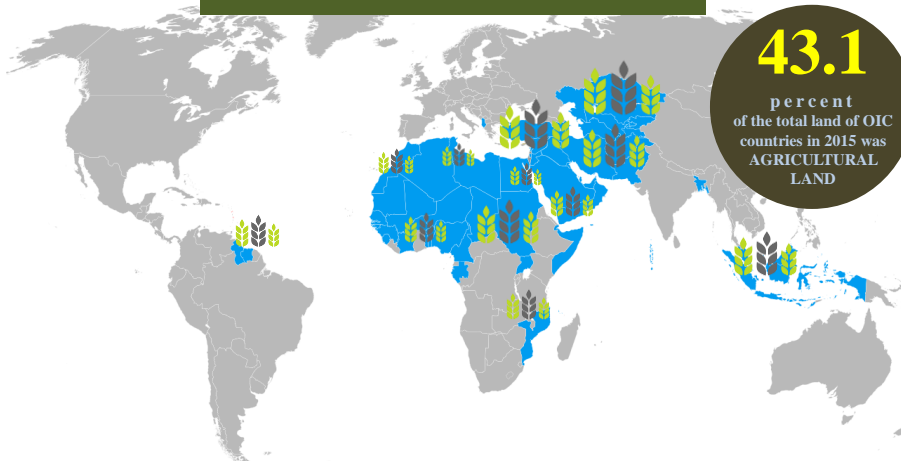 43.1
percent
of the total land of OIC
countries in 2015 was
AGRICULTURAL
LAND